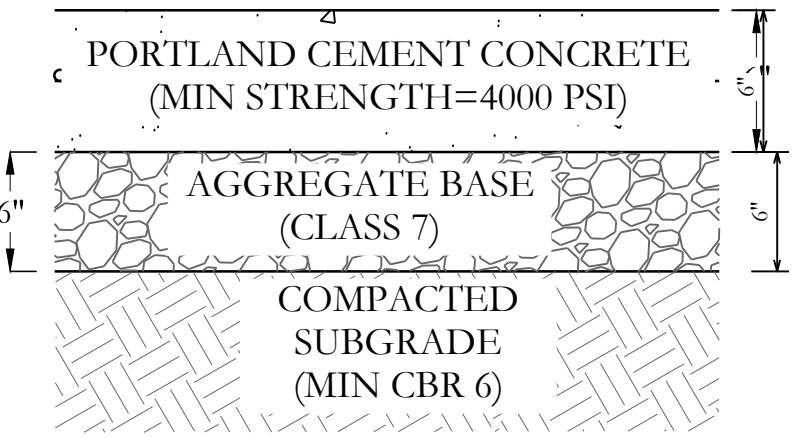 PORTLAND CEMENT CONCRETE
(MIN STRENGTH=4000 PSI)
6"
AGGREGATE BASE
(CLASS 7)
6"
6"
COMPACTED
SUBGRADE
(MIN CBR 6)